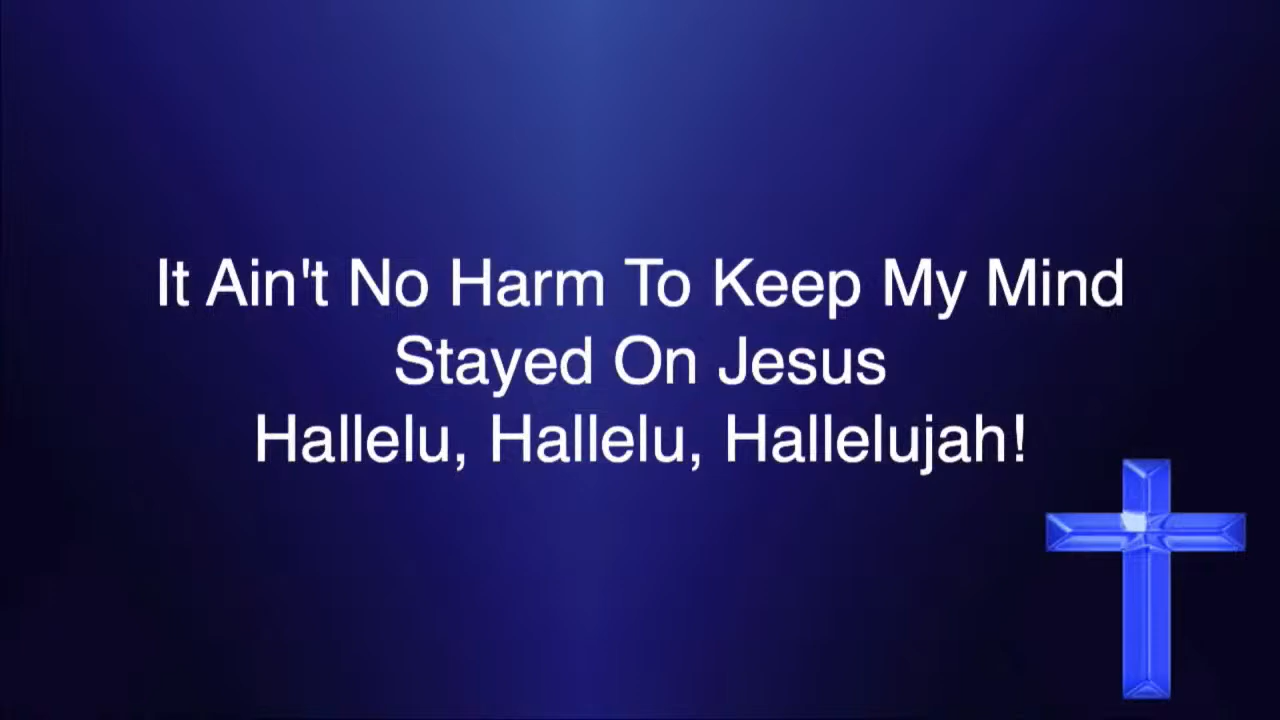 It Ain't No Harm To Keep My Mind
Stayed On Jesus
Hallelu, Hallelu, Hallelujah!